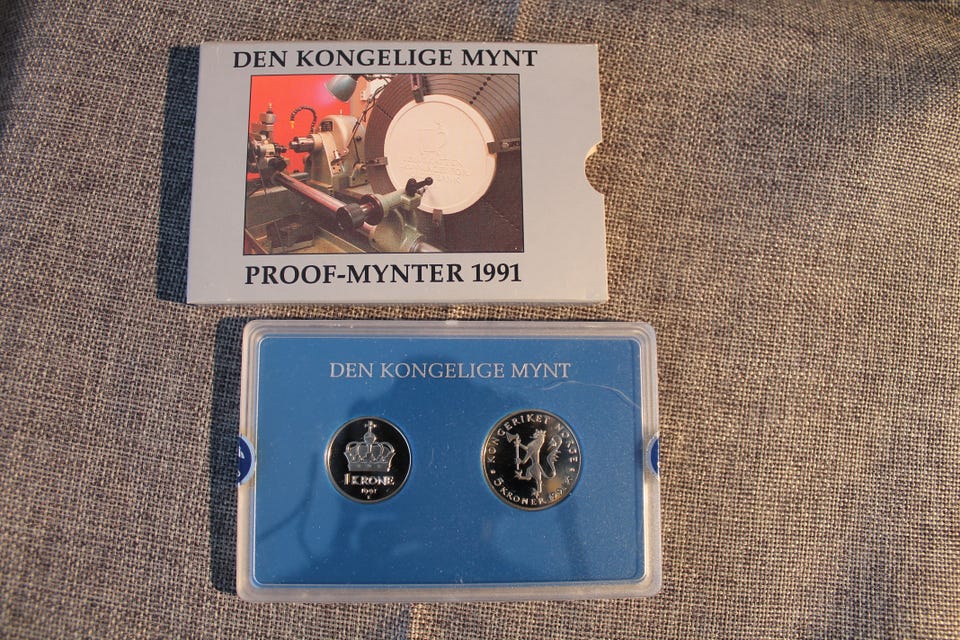 DEN KONGELIGE MYNT
PROOF-MYNTER 1991
DEN KONGELIGE MYNT
1 KRONE
1991
KONGERIKET NORGE
5 KRONER